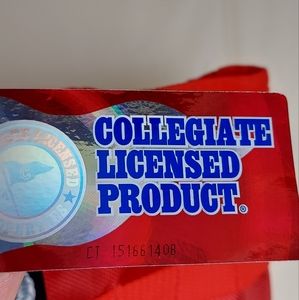 COLLEGIATE
LICENSED
PRODUCT®
CT 151661408